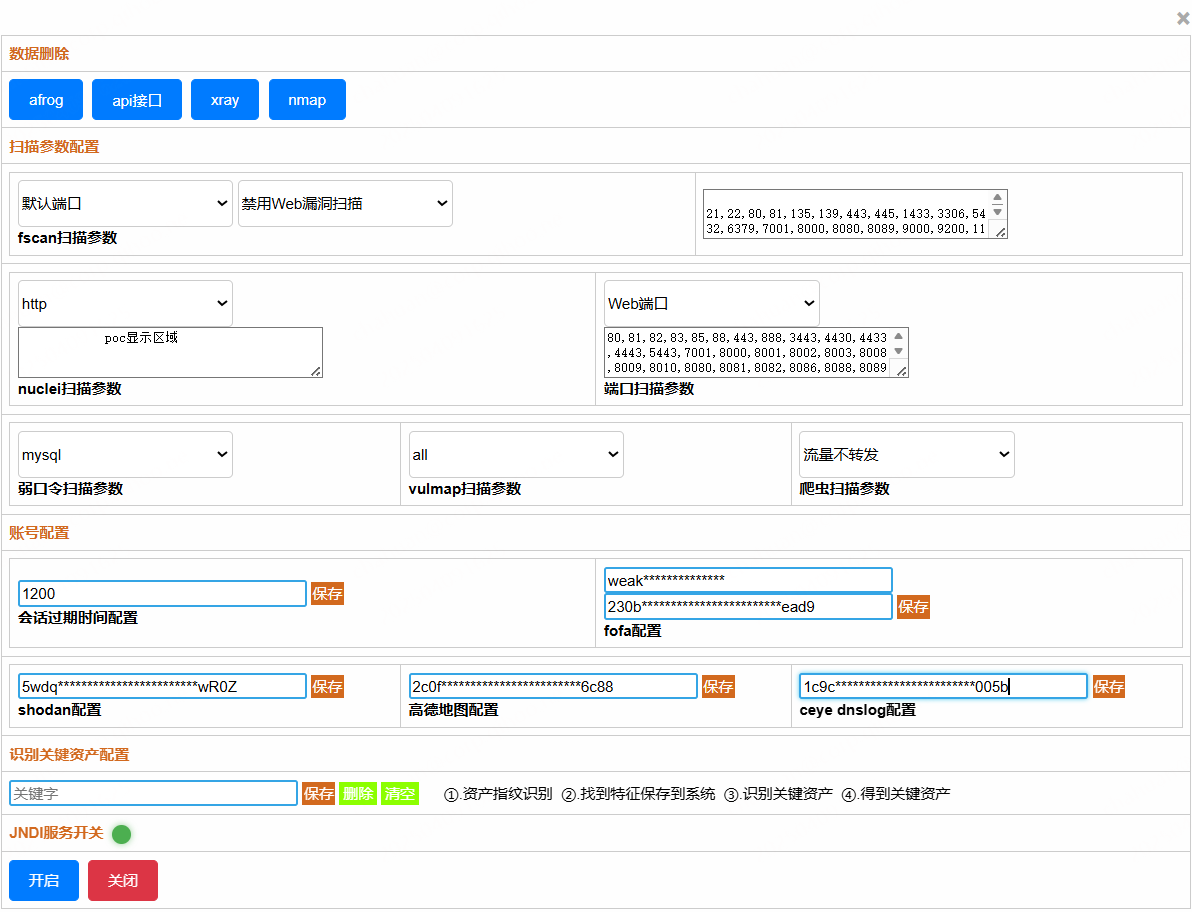 ×
数据删除
afrog api接口 xray nmap
扫描参数配置
默认端口 禁用Web漏洞扫描
fscan扫描参数
21,22,80,81,135,139,443,445,1433,3306,54
32,6379,7001,8000,8080,8089,9000,9200,11
http
poc显示区域
nuclei扫描参数
Web端口
80,81,82,83,85,88,443,888,3443,4430,4433
,4443,5443,7001,8000,8001,8002,8003,8008
,8009,8010,8080,8081,8082,8086,8088,8089
端口扫描参数
mysql
弱口令扫描参数
all
vulmap扫描参数
流量不转发
爬虫扫描参数
账号配置
1200 保存
会话过期时间配置
weak**************
230b************************ead9 保存
fofa配置
5wdq************************wR0Z 保存
shodan配置
2c0f************************6c88 保存
高德地图配置
1c9c************************005b 保存
ceye dnslog配置
识别关键资产配置
关键字 保存 删除 清空 ①.资产指纹识别 ②.找到特征保存到系统 ③.识别关键资产 ④.得到关键资产
JNDI服务开关
开启 关闭